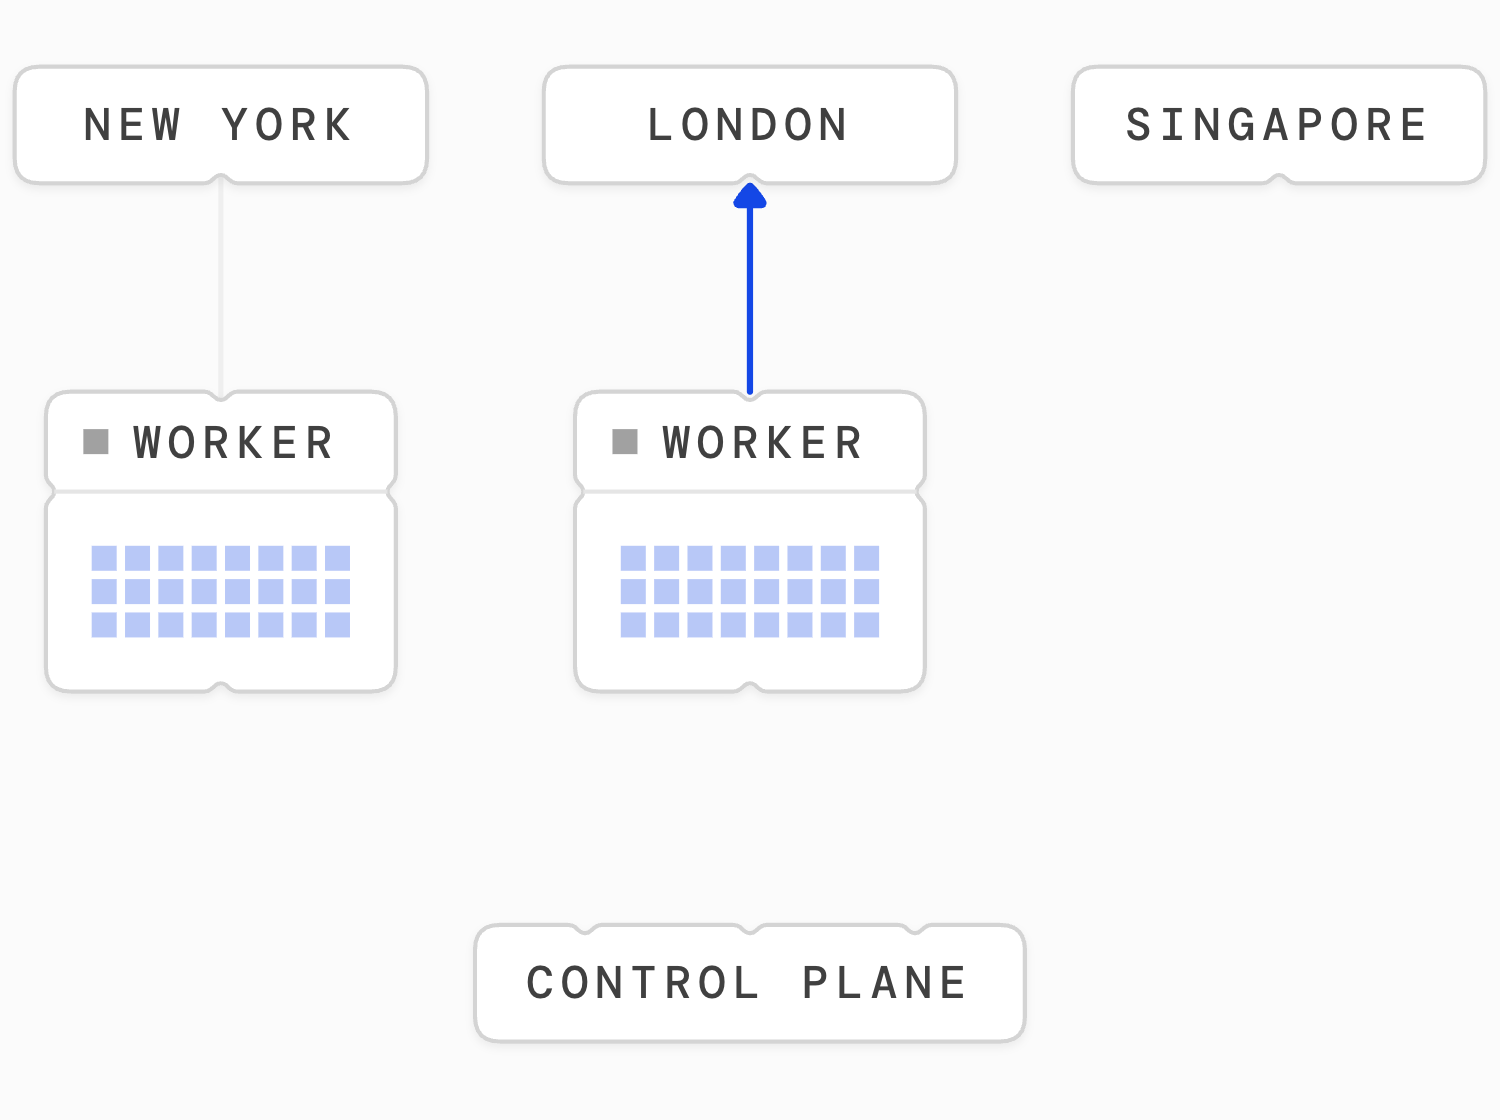 NEW YORK
LONDON
SINGAPORE
WORKER
WORKER
CONTROL PLANE